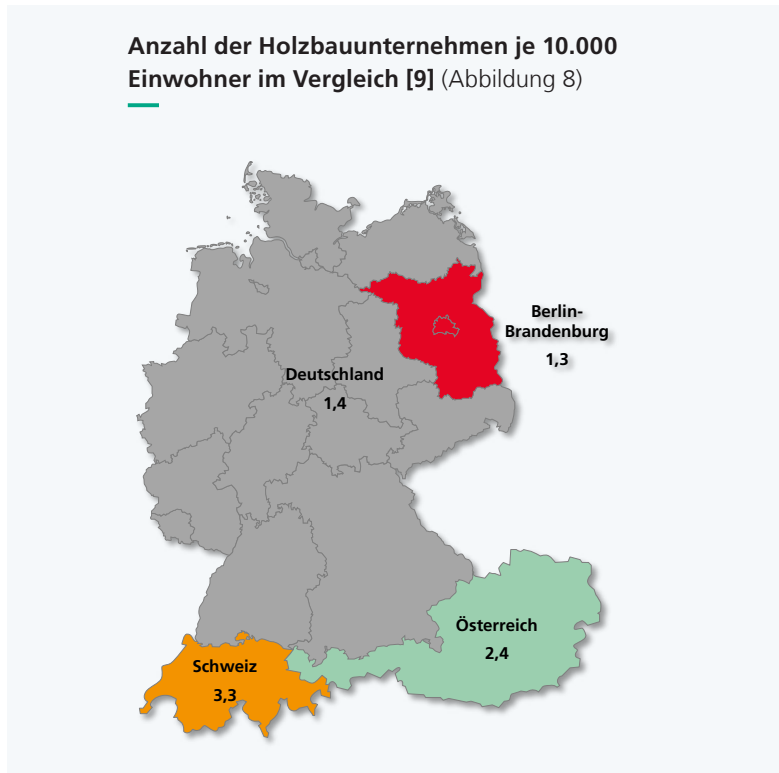 Anzahl der Holzbauunternehmen je 10.000
Einwohner im Vergleich [9] (Abbildung 8)
Berlin-
Brandenburg
1,3
Deutschland
1,4
Österreich
2,4
Schweiz
3,3